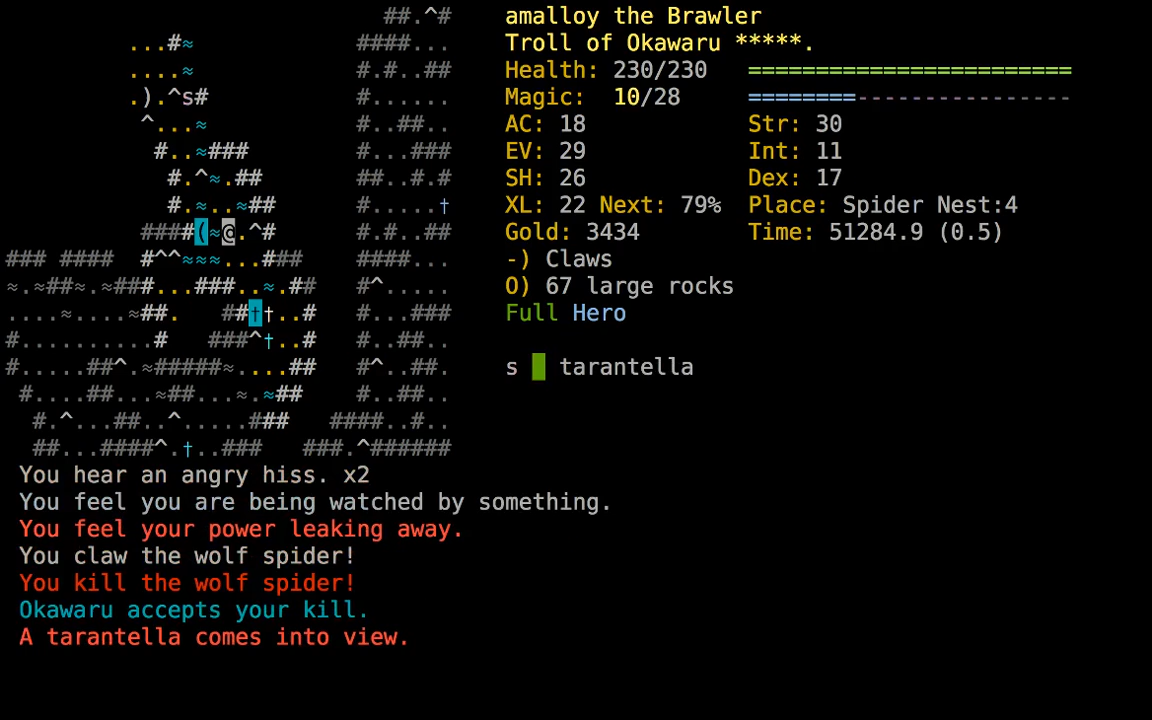 amalloy the Brawler
Troll of Okawaru *****.
Health: 230/230
Magic: 10/28
AC: 18 Str: 30
EV: 29 Int: 11
SH: 26 Dex: 17
XL: 22 Next: 79% Place: Spider Nest:4
Gold: 3434 Time: 51284.9 (0.5)
-) Claws
O) 67 large rocks
Full Hero
s tarantella
You hear an angry hiss. x2
You feel you are being watched by something.
You feel your power leaking away.
You claw the wolf spider!
You kill the wolf spider!
Okawaru accepts your kill.
A tarantella comes into view.